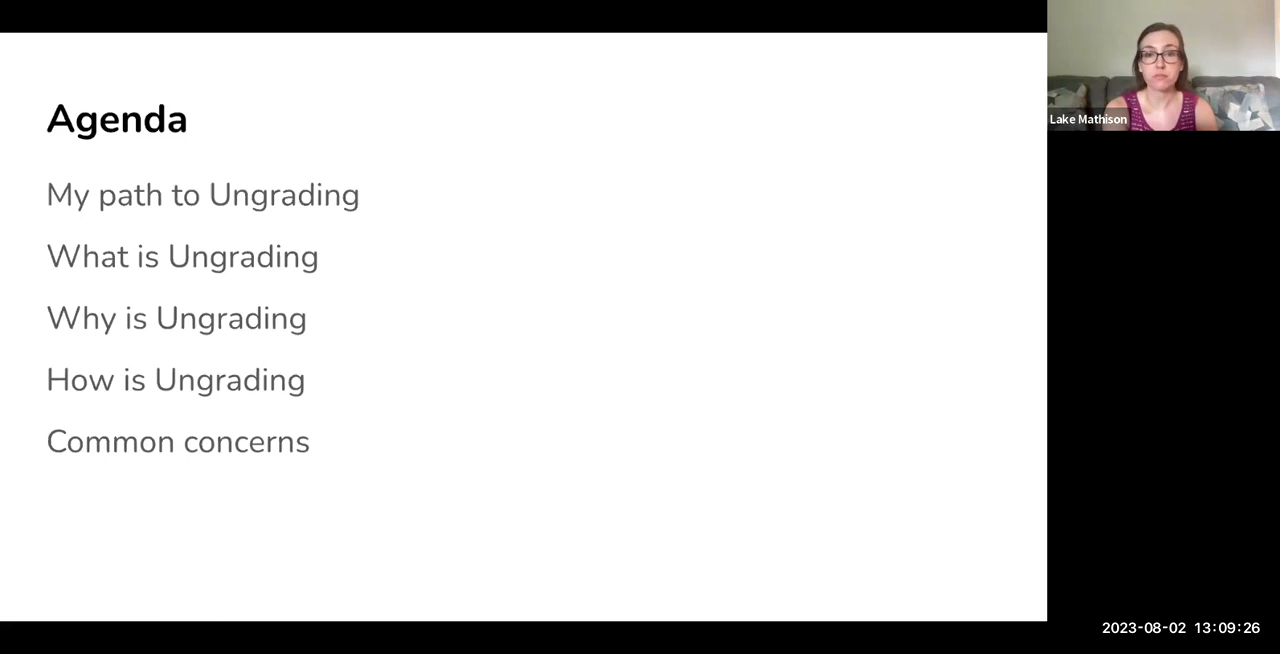 Agenda
My path to Ungrading
What is Ungrading
Why is Ungrading
How is Ungrading
Common concerns
Lake Mathison
2023-08-02 13:09:26